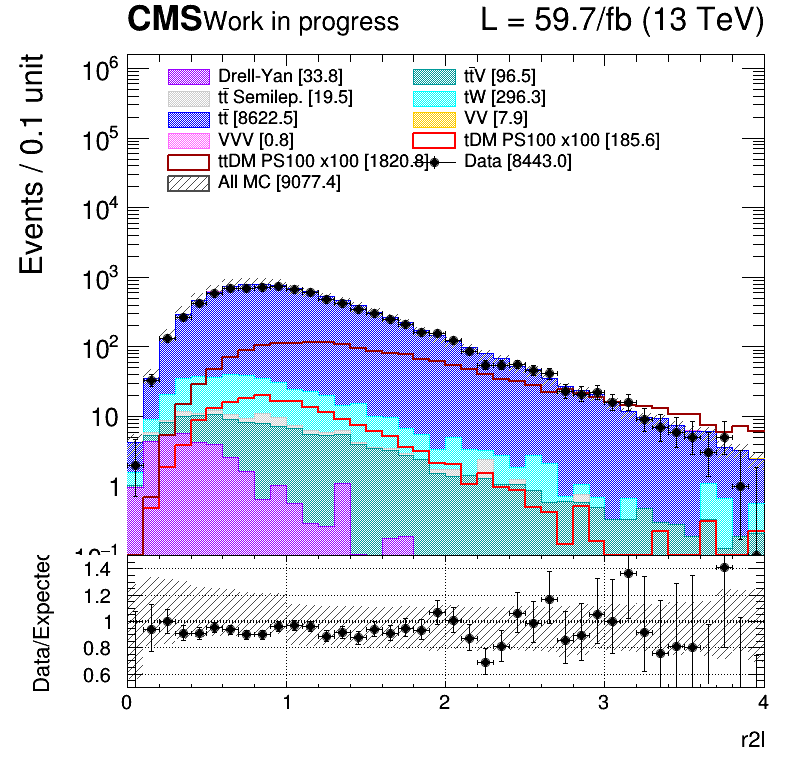 CMS Work in progress L = 59.7/fb (13 TeV)
Events / 0.1 unit
10⁶
10⁵
10⁴
10³
10²
10
1
10⁻¹
Drell-Yan [33.8] tt̄V [96.5]
tt̄ Semilep. [19.5] tW [296.3]
tt̄ [8622.5] VV [7.9]
VVV [0.8] tDM PS100 x100 [185.6]
ttDM PS100 x100 [1820.8] Data [8443.0]
All MC [9077.4]
Data/Expected
1.4
1.2
1
0.8
0.6
0 1 2 3 4
r2l